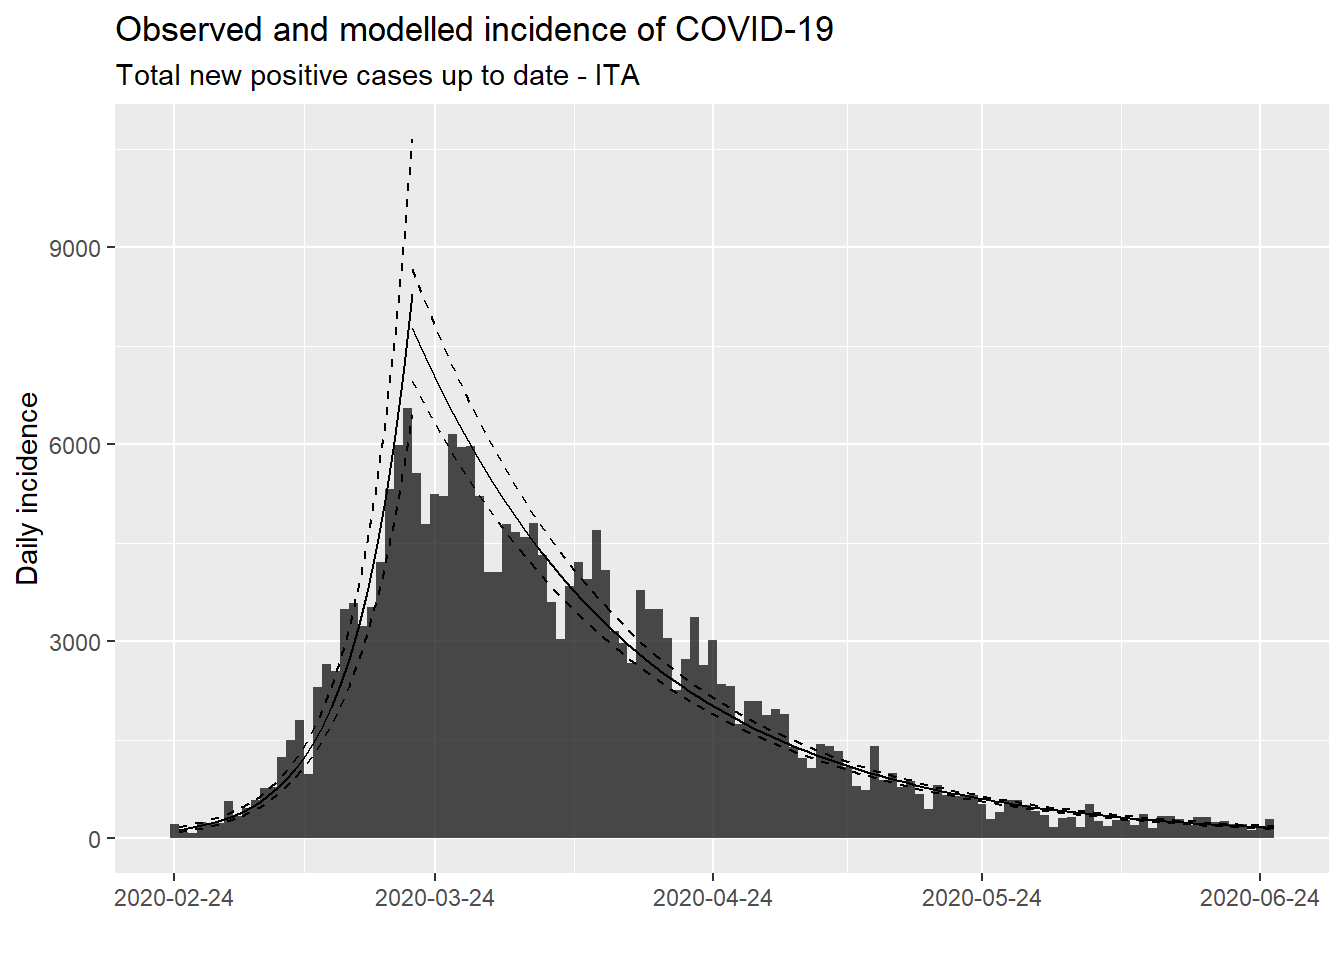 Observed and modelled incidence of COVID-19
Total new positive cases up to date - ITA
Daily incidence
9000
6000
3000
0
2020-02-24 2020-03-24 2020-04-24 2020-05-24 2020-06-24